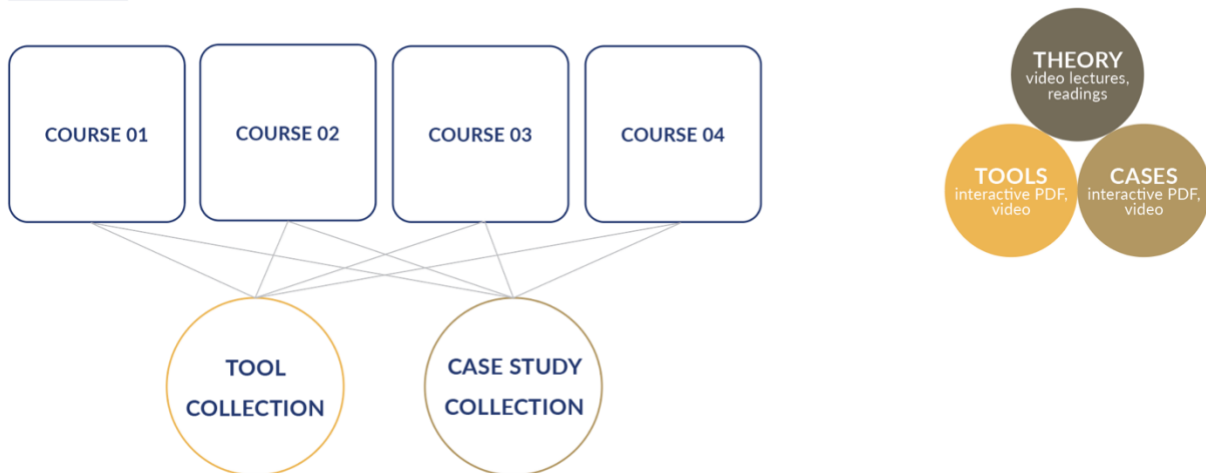 COURSE 01
COURSE 02
COURSE 03
COURSE 04
TOOL
COLLECTION
CASE STUDY
COLLECTION
THEORY
video lectures,
readings
TOOLS
interactive PDF,
video
CASES
interactive PDF,
video